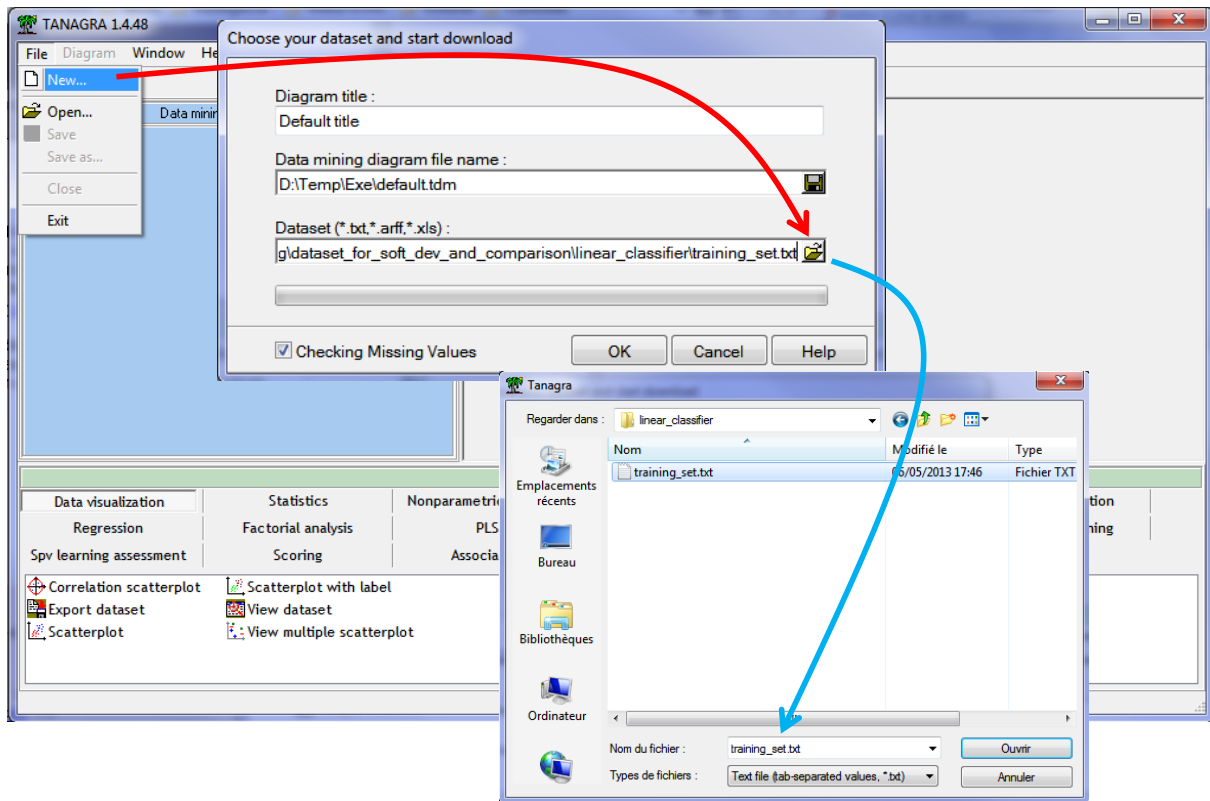 TANAGRA 1.4.48
File Diagram Window He
New...
Open...
Save
Save as...
Close
Exit
Data minin
Choose your dataset and start download
Diagram title :
Default title
Data mining diagram file name :
D:\Temp\Exe\default.tdm
Dataset (*.txt,*.arff,*.xls) :
g\dataset_for_soft_dev_and_comparison\linear_classifier\training_set.txt
Checking Missing Values
OK Cancel Help
Data visualization Statistics Nonparametri tion
Regression Factorial analysis PLS ning
Spv learning assessment Scoring Associa
Correlation scatterplot Scatterplot with label
Export dataset View dataset
Scatterplot View multiple scatterplot
Tanagra
Regarder dans : linear_classifier
Nom Modifié le Type
training_set.txt 06/05/2013 17:46 Fichier TXT
Emplacements
récents
Bureau
Bibliothèques
Ordinateur
Nom du fichier : training_set.txt Ouvrir
Types de fichiers : Text file (tab-separated values, *.txt) Annuler